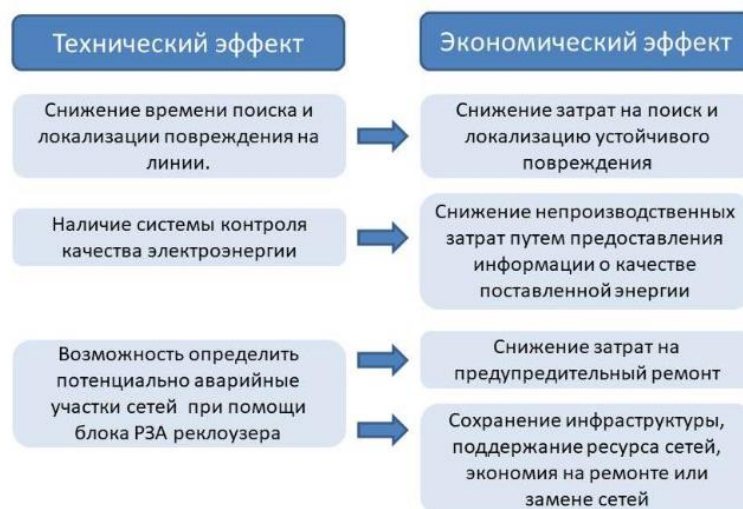 Технический эффект
Экономический эффект
Снижение времени поиска и
локализации повреждения на
линии.
Снижение затрат на поиск и
локализацию устойчивого
повреждения
Наличие системы контроля
качества электроэнергии
Снижение непроизводственных
затрат путем предоставления
информации о качестве
поставленной энергии
Возможность определить
потенциально аварийные
участки сетей при помощи
блока РЗА реклоузера
Снижение затрат на
предупредительный ремонт
Сохранение инфраструктуры,
поддержание ресурса сетей,
экономия на ремонте или
замене сетей